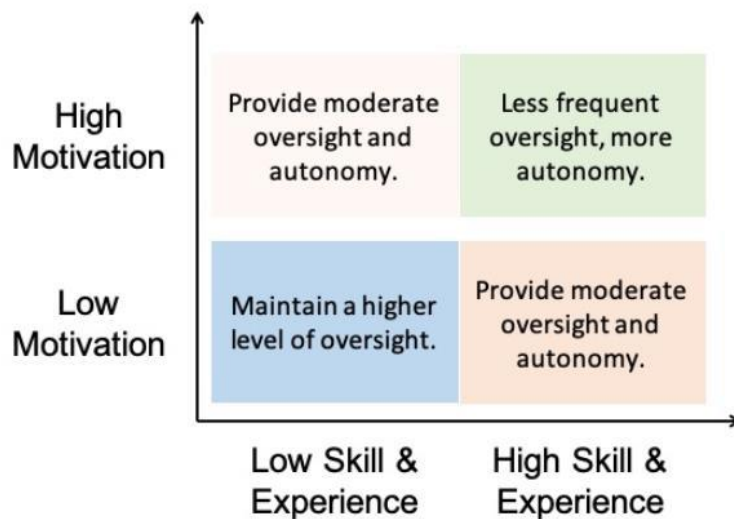 High
Motivation
Provide moderate
oversight and
autonomy.
Less frequent
oversight, more
autonomy.
Low
Motivation
Maintain a higher
level of oversight.
Provide moderate
oversight and
autonomy.
Low Skill &
Experience
High Skill &
Experience